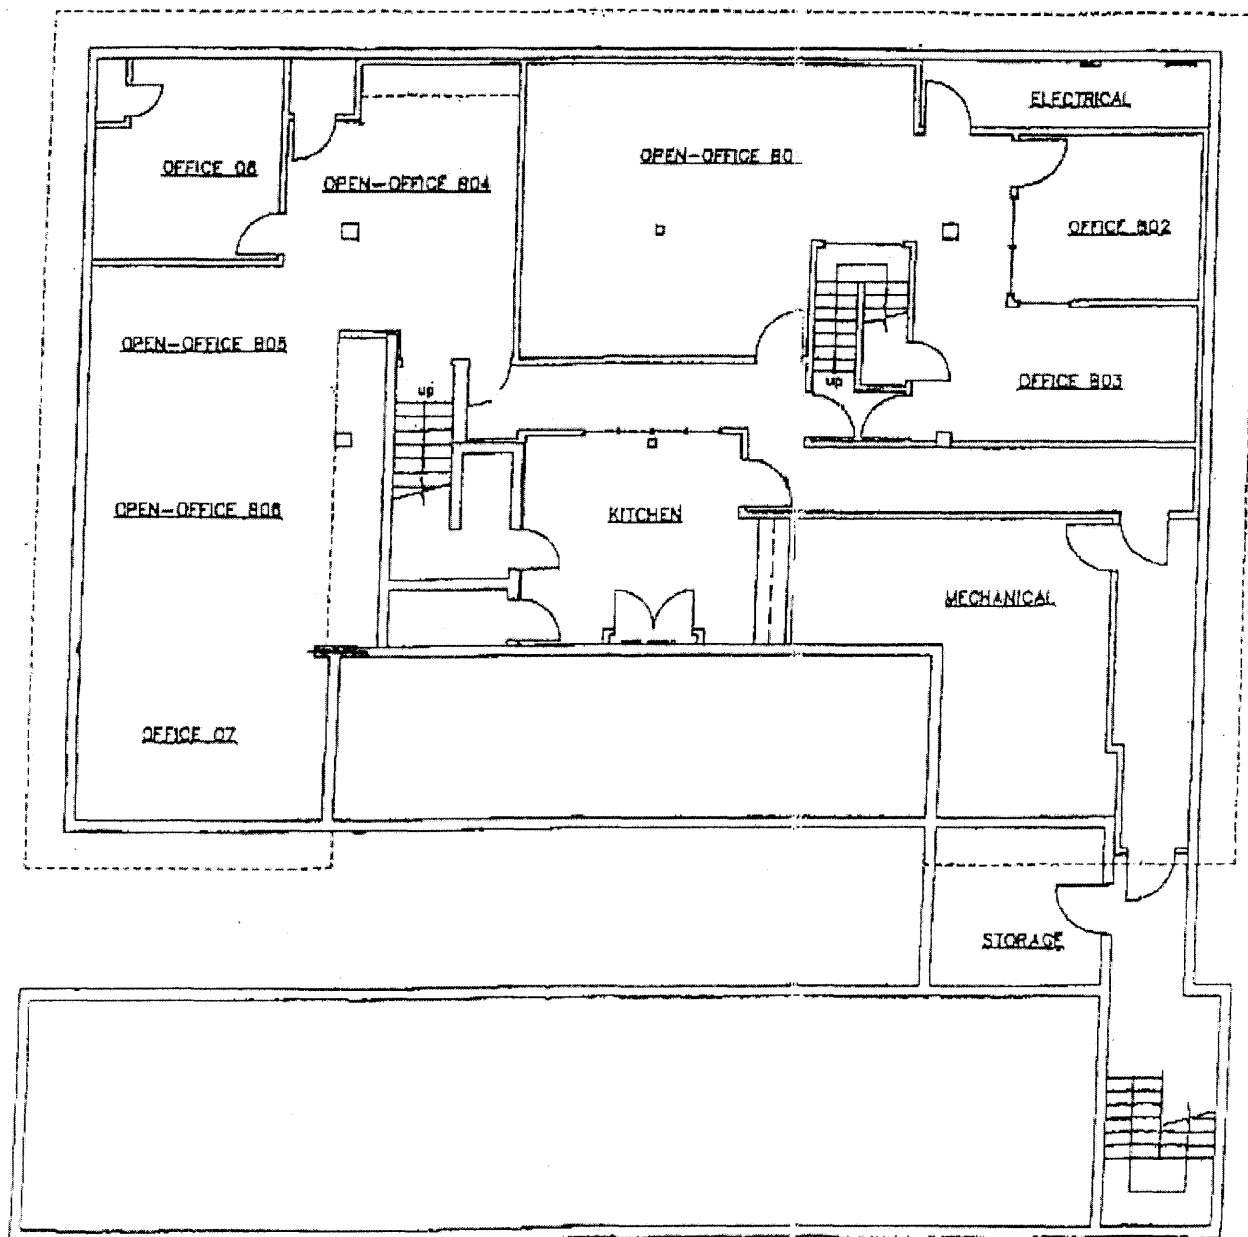 ELECTRICAL
OPEN-OFFICE 80
OFFICE 08
OPEN-OFFICE 804
OFFICE 802
OPEN-OFFICE 805
up
up
OFFICE 803
OPEN-OFFICE 806
KITCHEN
MECHANICAL
OFFICE 07
STORAGE